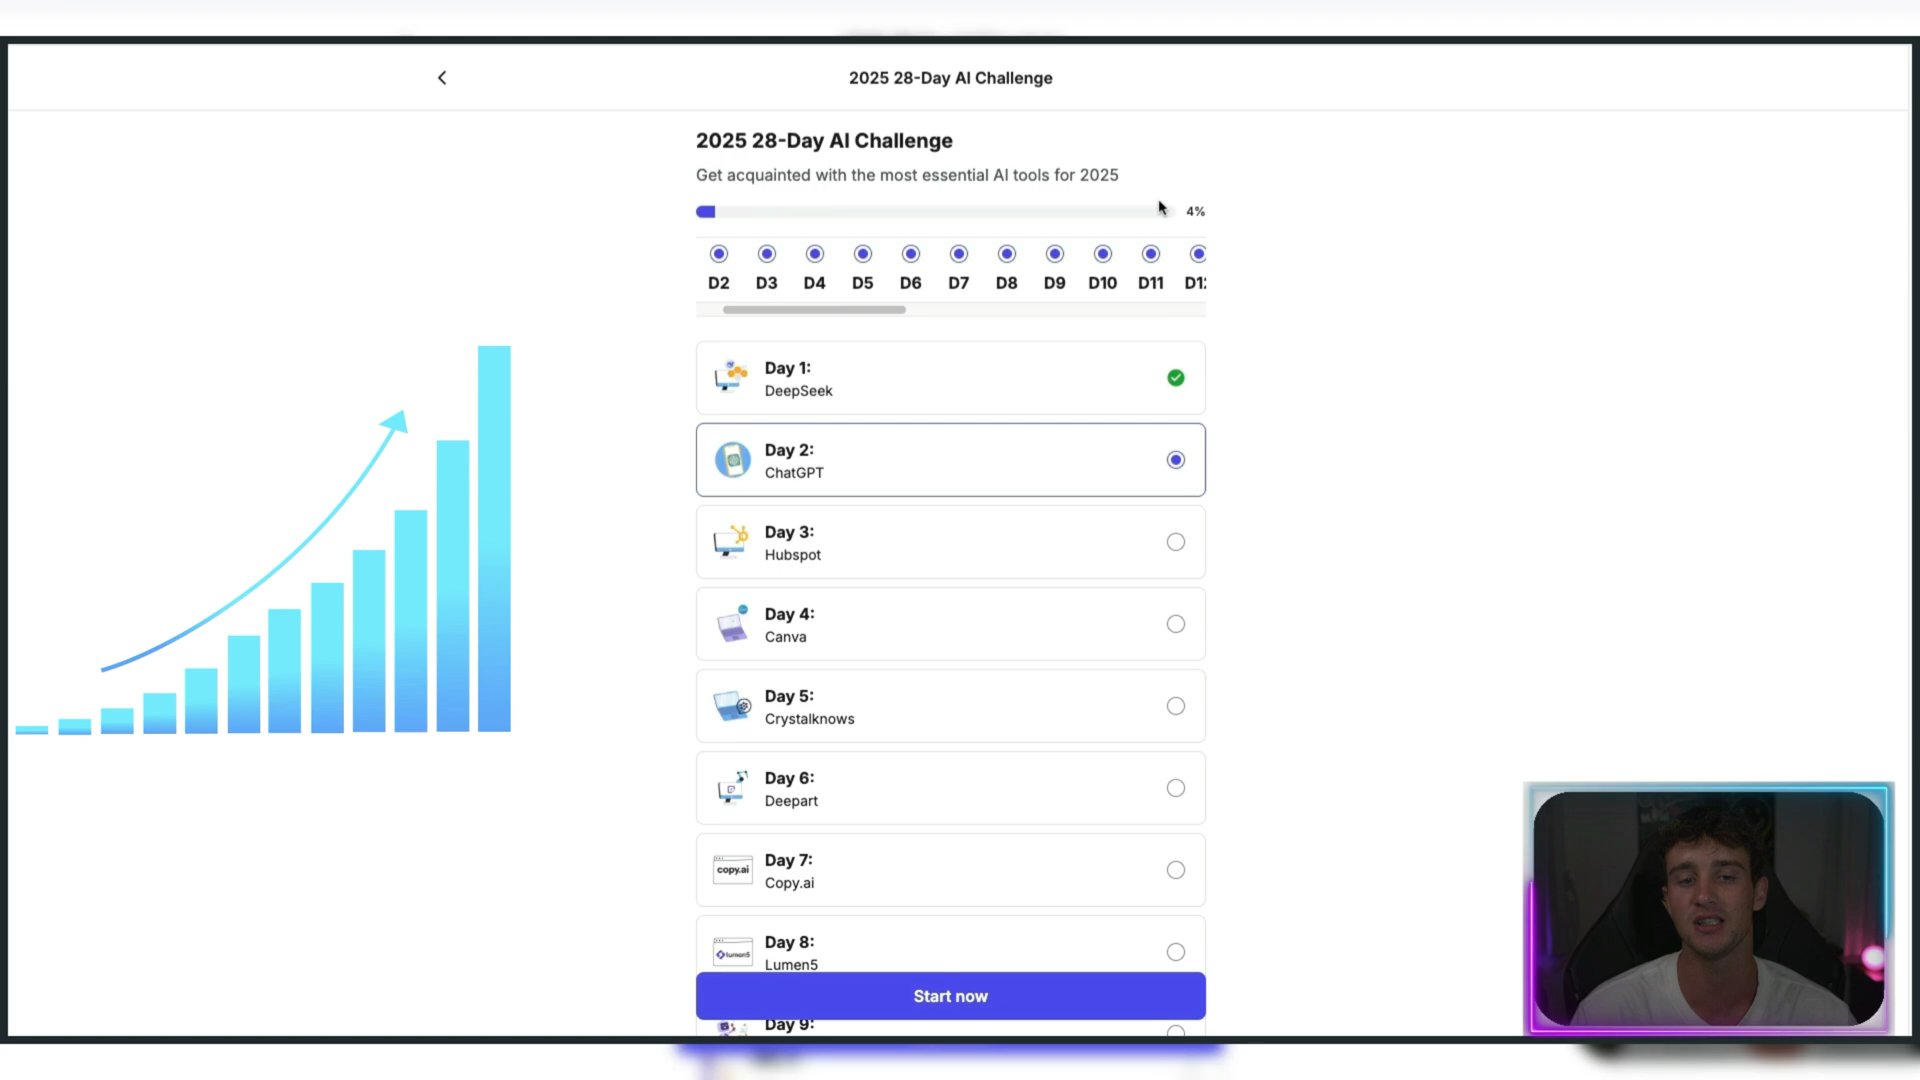 2025 28-Day AI Challenge
2025 28-Day AI Challenge
Get acquainted with the most essential AI tools for 2025
4%
D2 D3 D4 D5 D6 D7 D8 D9 D10 D11
Day 1:
DeepSeek
Day 2:
ChatGPT
Day 3:
Hubspot
Day 4:
Canva
Day 5:
Crystalknows
Day 6:
Deepart
copy.ai
Day 7:
Copy.ai
lumen5
Day 8:
Lumen5
Start now
Day 9: